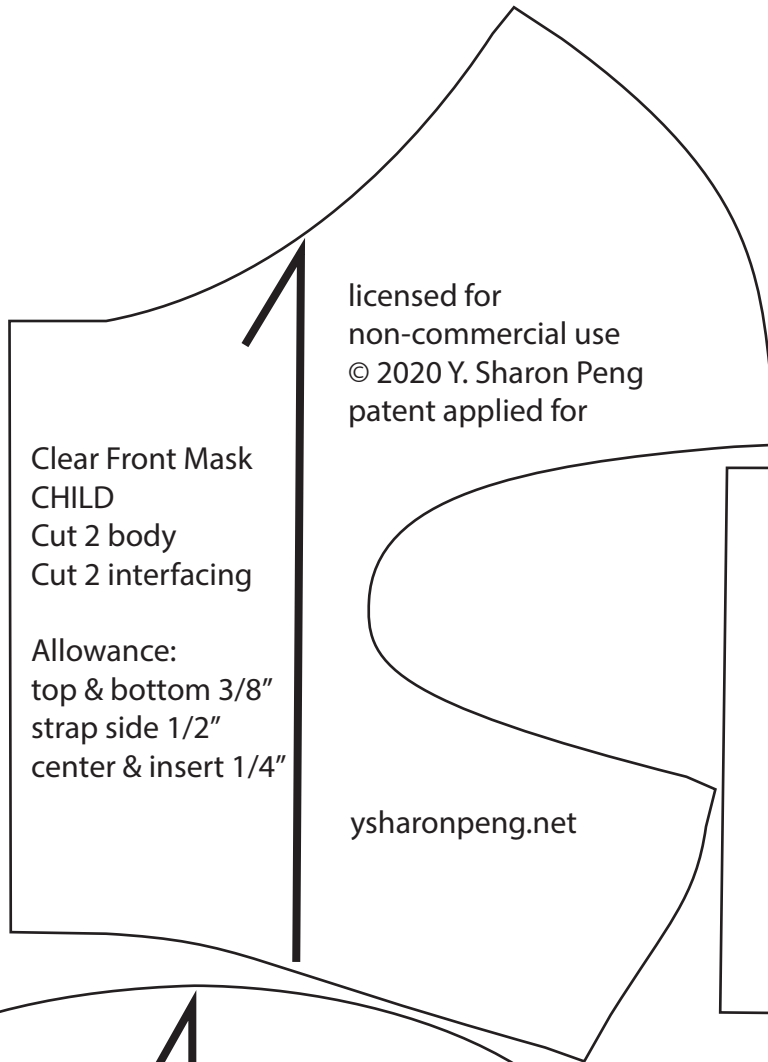 licensed for
non-commercial use
© 2020 Y. Sharon Peng
patent applied for
Clear Front Mask
CHILD
Cut 2 body
Cut 2 interfacing
Allowance:
top & bottom 3/8”
strap side 1/2”
center & insert 1/4”
ysharonpeng.net